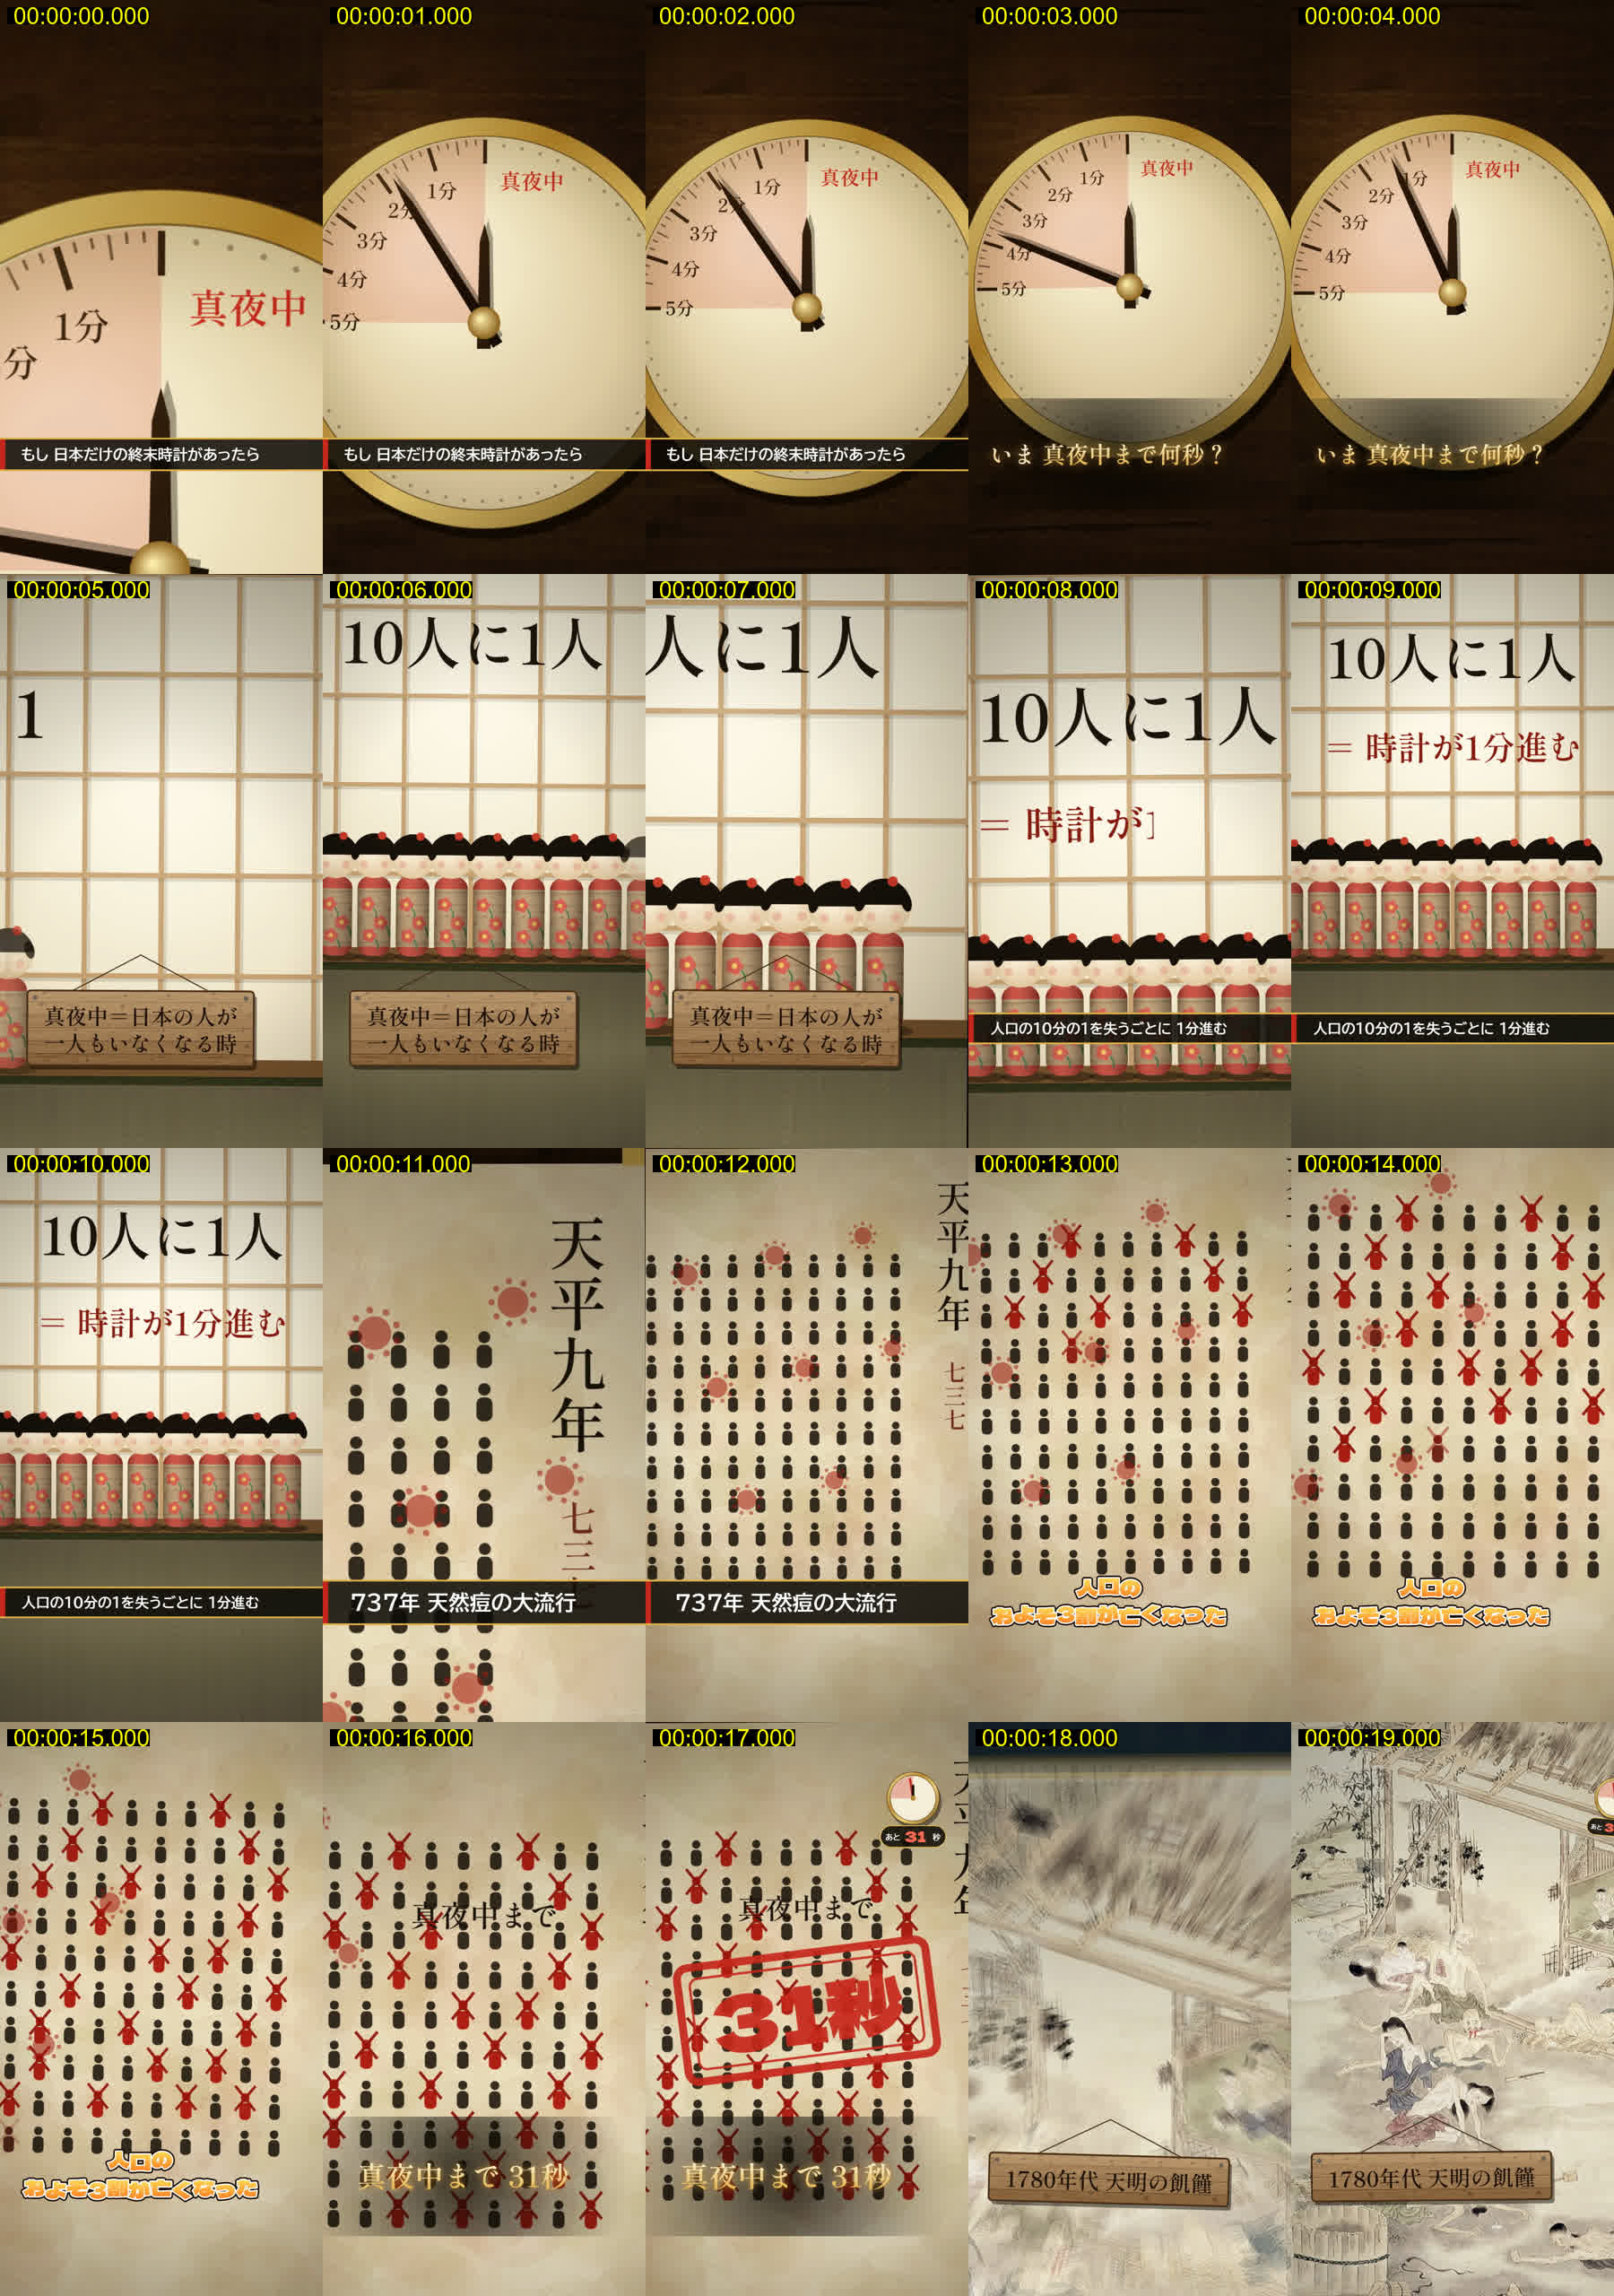 00:00:00.000
1分
分
真夜中
もし 日本だけの終末時計があったら
00:00:01.000
真夜中
1分
3分
4分
5分
もし 日本だけの終末時計があったら
00:00:02.000
真夜中
1分
3分
4分
5分
もし 日本だけの終末時計があったら
00:00:03.000
真夜中
1分
2分
3分
4分
5分
いま 真夜中まで何秒?
00:00:04.000
真夜中
1分
2分
3分
4分
5分
いま 真夜中まで何秒?
00:00:05.000
1
真夜中=日本の人が
一人もいなくなる時
00:00:06.000
10人に1人
真夜中=日本の人が
一人もいなくなる時
00:00:07.000
人に1人
真夜中=日本の人が
一人もいなくなる時
00:00:08.000
10人に1人
= 時計が
人口の10分の1を失うごとに 1分進む
00:00:09.000
10人に1人
= 時計が1分進む
人口の10分の1を失うごとに 1分進む
00:00:10.000
10人に1人
= 時計が1分進む
人口の10分の1を失うごとに 1分進む
00:00:11.000
天平九年
七三
737年 天然痘の大流行
00:00:12.000
天平九年
七三七
737年 天然痘の大流行
00:00:13.000
人口の
およそ3割が亡くなった
00:00:14.000
人口の
およそ3割が亡くなった
00:00:15.000
人口の
およそ3割が亡くなった
00:00:16.000
真夜中まで
真夜中まで 31秒
00:00:17.000
あと 31 秒
真夜中まで
31秒
真夜中まで 31秒
00:00:18.000
1780年代 天明の飢饉
00:00:19.000
あと 3
1780年代 天明の飢饉